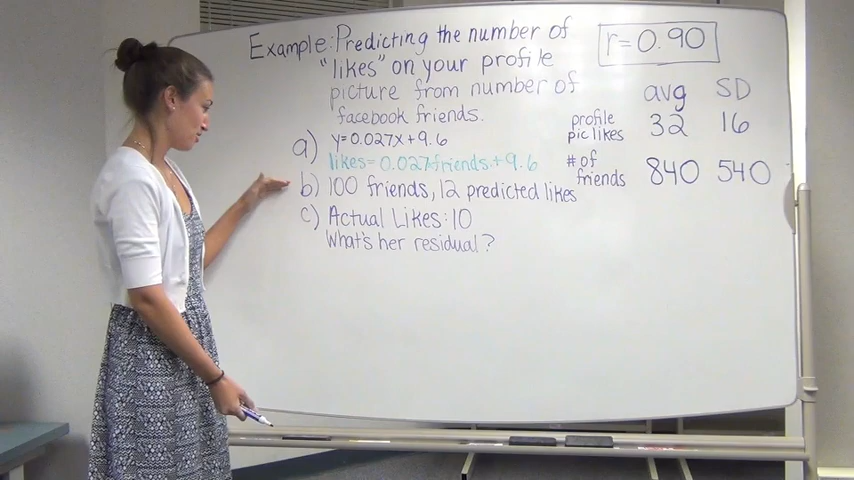 Example: Predicting the number of
"likes" on your profile
picture from number of
facebook friends.
r=0.90
avg SD
profile
pic likes 32 16
# of
friends 840 540
a) y=0.027x+9.6
likes=0.027friends+9.6
b) 100 friends, 12 predicted likes
c) Actual Likes: 10
What's her residual?